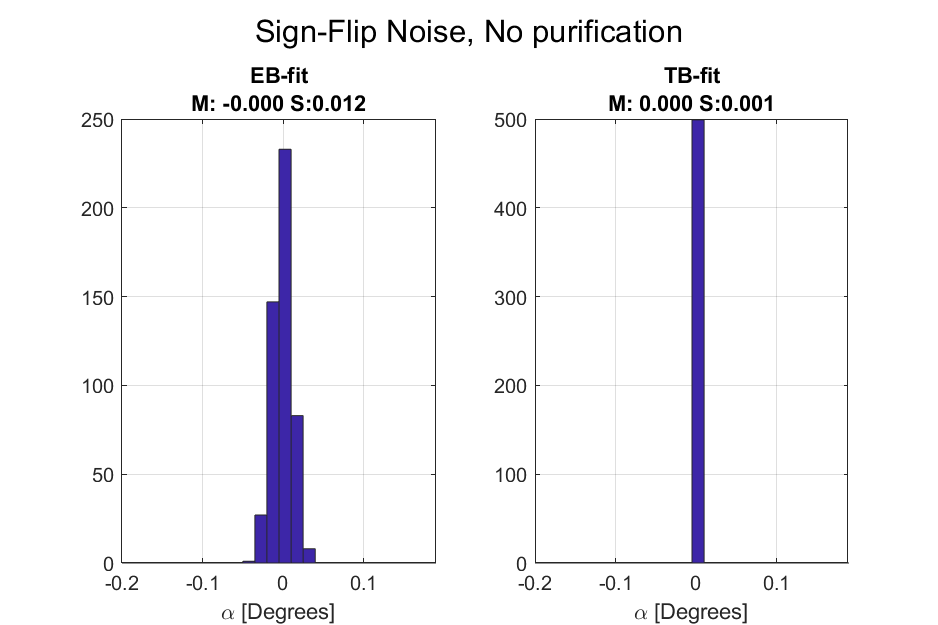 Sign-Flip Noise, No purification
EB-fit
M: -0.000 S:0.012
250
200
150
100
50
0
-0.2
-0.1
0
0.1
α [Degrees]
TB-fit
M: 0.000 S:0.001
500
400
300
200
100
0
-0.2
-0.1
0
0.1
α [Degrees]